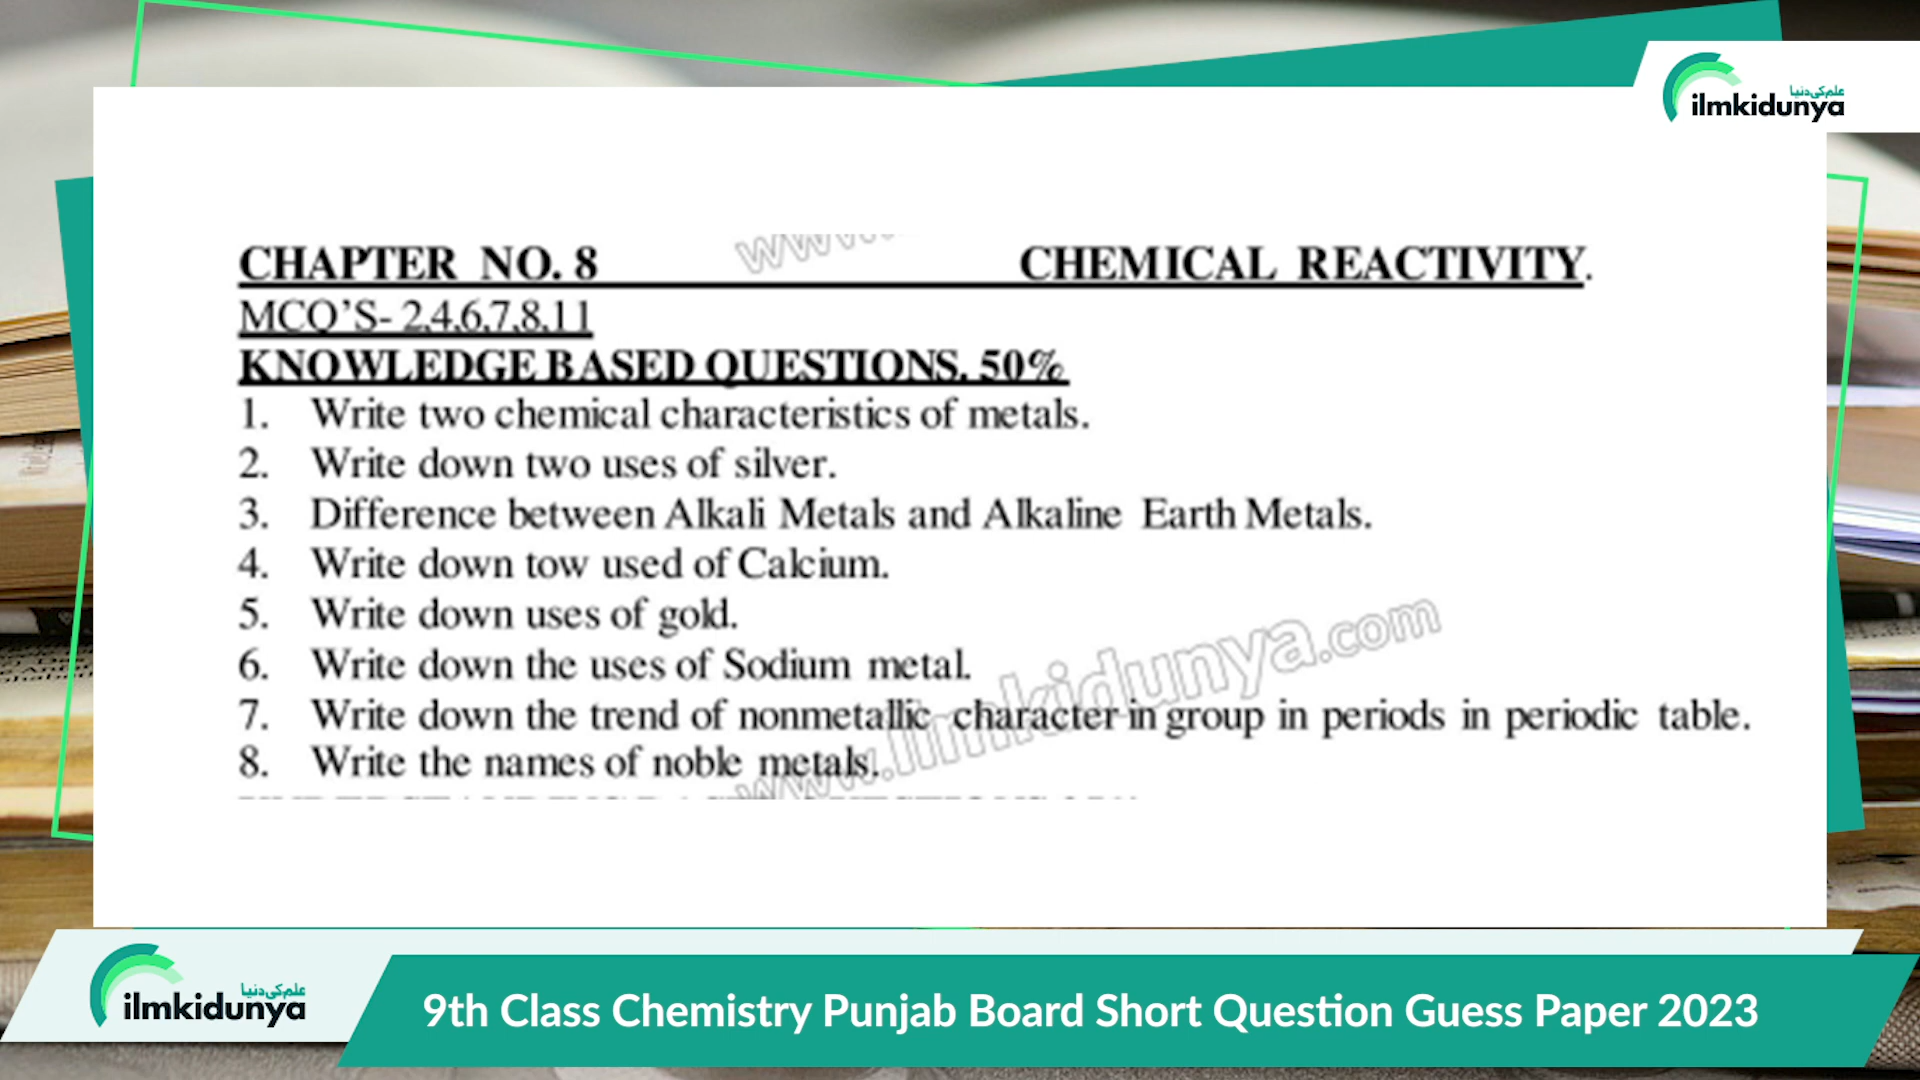 علم کی دنیا
ilmkidunya
CHAPTER NO. 8 CHEMICAL REACTIVITY.
MCQ'S- 2,4,6,7,8,11
KNOWLEDGE BASED QUESTIONS. 50%
1. Write two chemical characteristics of metals.
2. Write down two uses of silver.
3. Difference between Alkali Metals and Alkaline Earth Metals.
4. Write down tow used of Calcium.
5. Write down uses of gold.
6. Write down the uses of Sodium metal.
7. Write down the trend of nonmetallic character in group in periods in periodic table.
8. Write the names of noble metals.
www.ilmkidunya.com
علم کی دنیا
ilmkidunya
9th Class Chemistry Punjab Board Short Question Guess Paper 2023